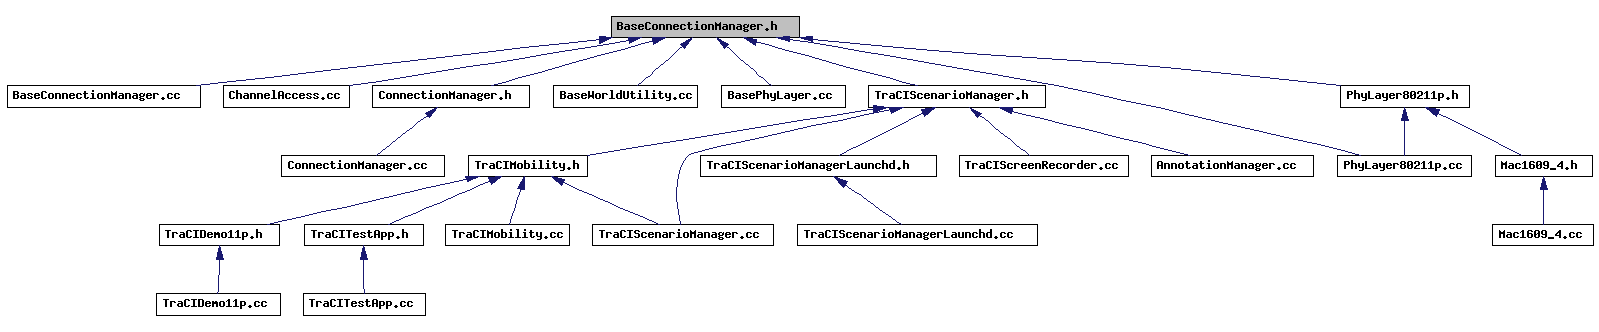 BaseConnectionManager.h
BaseConnectionManager.cc
ChannelAccess.cc
ConnectionManager.h
BaseWorldUtility.cc
BasePhyLayer.cc
TraCIScenarioManager.h
PhyLayer80211p.h
ConnectionManager.cc
TraCIMobility.h
TraCIScenarioManagerLaunchd.h
TraCIScreenRecorder.cc
AnnotationManager.cc
PhyLayer80211p.cc
Mac1609_4.h
TraCIDemo11p.h
TraCITestApp.h
TraCIMobility.cc
TraCIScenarioManager.cc
TraCIScenarioManagerLaunchd.cc
Mac1609_4.cc
TraCIDemo11p.cc
TraCITestApp.cc